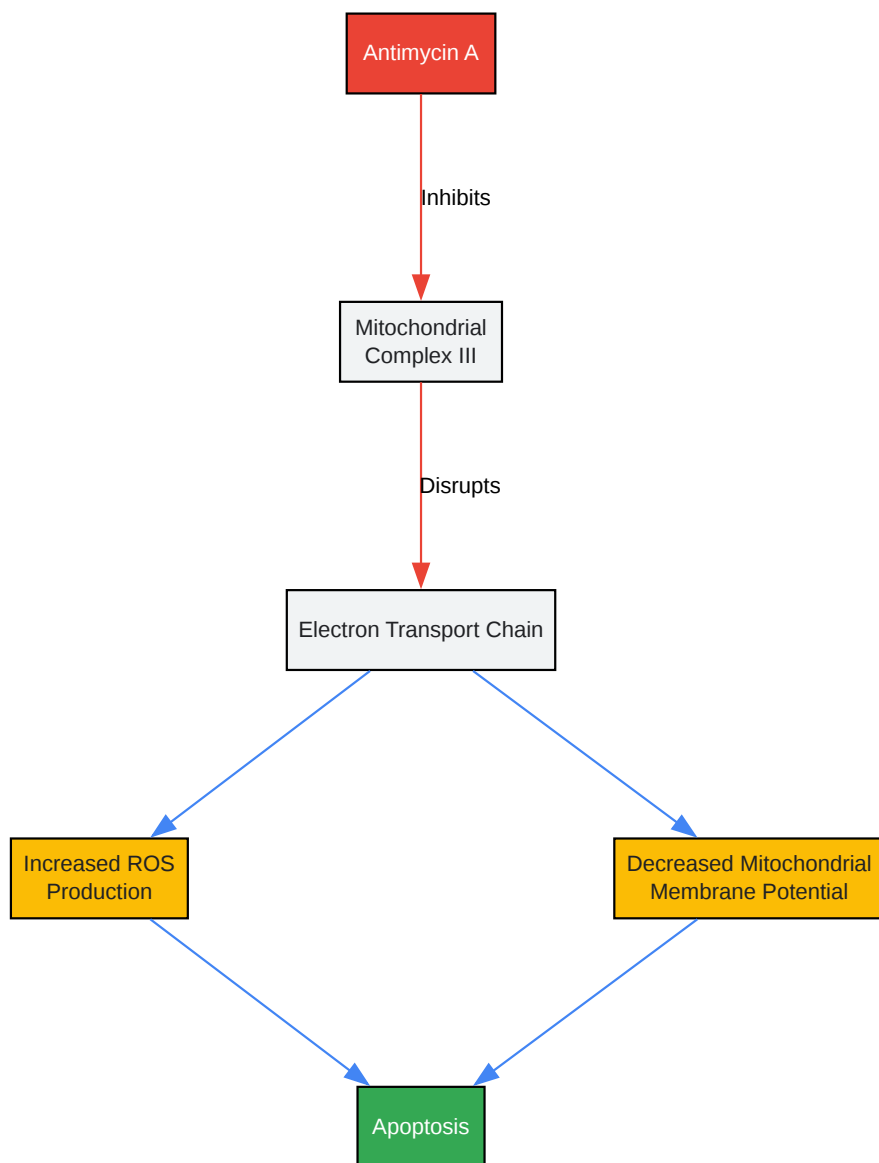 Antimycin A
Inhibits
Mitochondrial
Complex III
Disrupts
Electron Transport Chain
Increased ROS
Production
Decreased Mitochondrial
Membrane Potential
Apoptosis